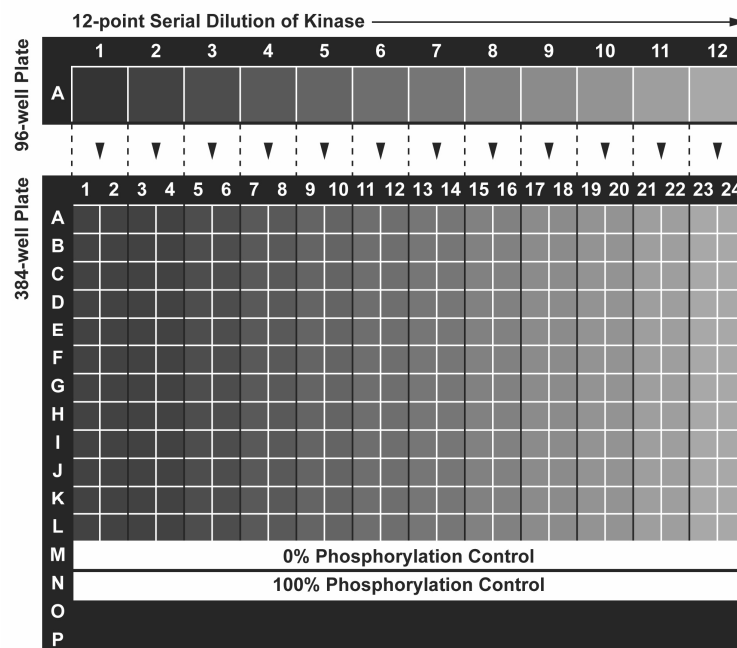 12-point Serial Dilution of Kinase
96-well Plate
1 2 3 4 5 6 7 8 9 10 11 12
A
384-well Plate
1 2 3 4 5 6 7 8 9 10 11 12 13 14 15 16 17 18 19 20 21 22 23 24
A
B
C
D
E
F
G
H
I
J
K
L
M 0% Phosphorylation Control
N 100% Phosphorylation Control
O
P